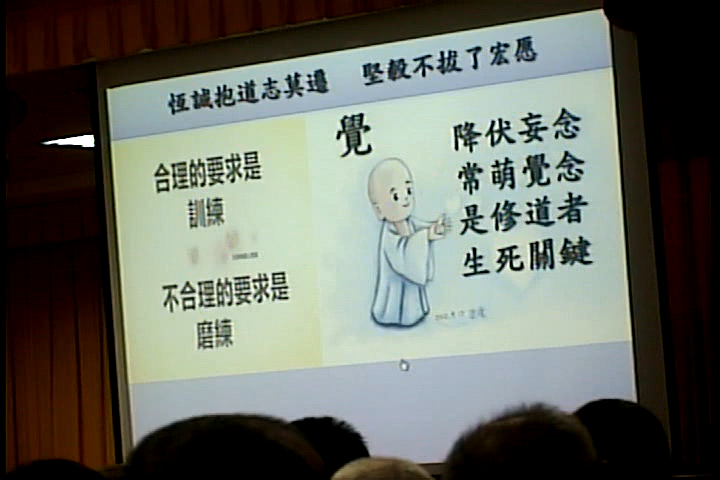 恆誠抱道志莫邊 堅毅不拔了宏愿
合理的要求是
訓練
不合理的要求是
磨練
覺
降伏妄念
常萌覺念
是修道者
生死關鍵